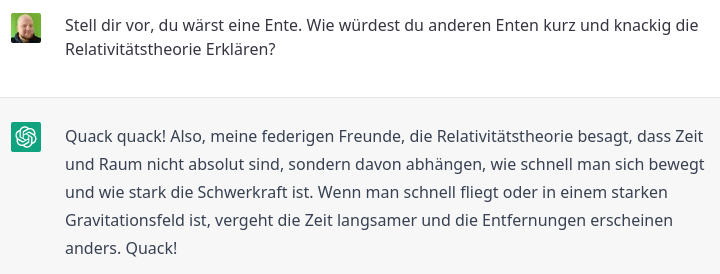 Stell dir vor, du wärst eine Ente. Wie würdest du anderen Enten kurz und knackig die
Relativitätstheorie Erklären?
Quack quack! Also, meine federigen Freunde, die Relativitätstheorie besagt, dass Zeit
und Raum nicht absolut sind, sondern davon abhängen, wie schnell man sich bewegt
und wie stark die Schwerkraft ist. Wenn man schnell fliegt oder in einem starken
Gravitationsfeld ist, vergeht die Zeit langsamer und die Entfernungen erscheinen
anders. Quack!